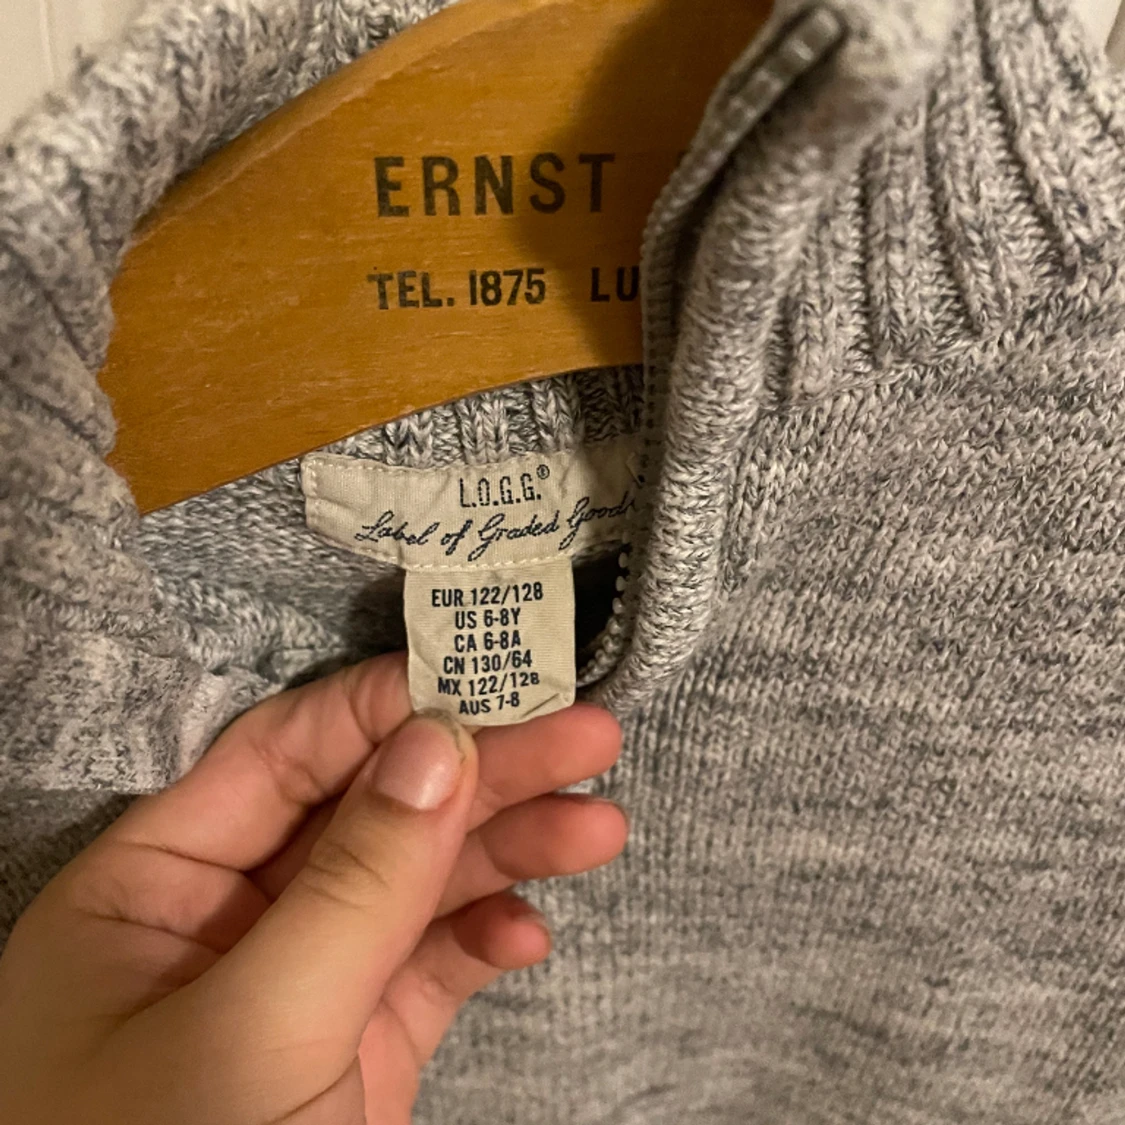 ERNST
TEL. 1875 LU
L.O.G.G.®
Label of Graded Goods
EUR 122/128
US 6-8Y
CA 6-8A
CN 130/64
MX 122/128
AUS 7-8